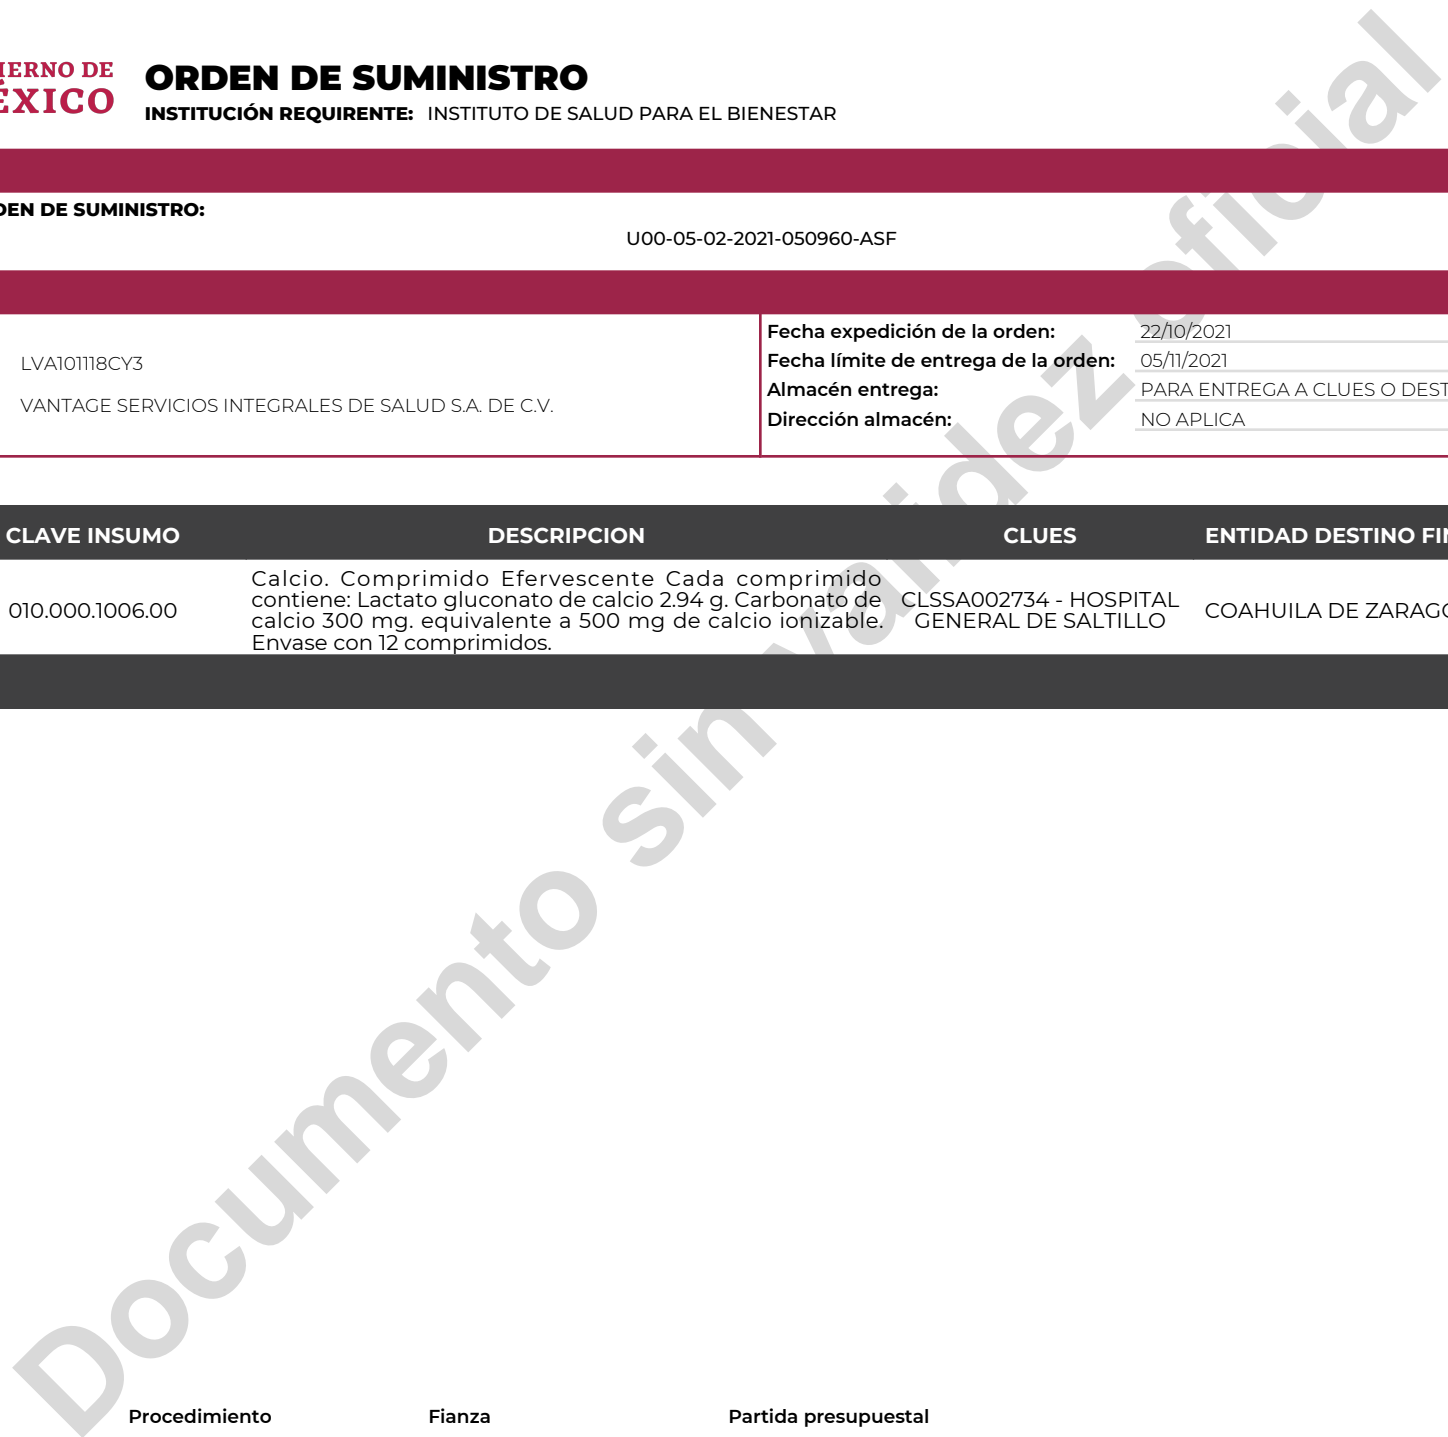 IERNO DE
ÉXICO
ORDEN DE SUMINISTRO
INSTITUCIÓN REQUIRENTE: INSTITUTO DE SALUD PARA EL BIENESTAR
DEN DE SUMINISTRO:
U00-05-02-2021-050960-ASF
LVA101118CY3
VANTAGE SERVICIOS INTEGRALES DE SALUD S.A. DE C.V.
Fecha expedición de la orden: 22/10/2021
Fecha límite de entrega de la orden: 05/11/2021
Almacén entrega: PARA ENTREGA A CLUES O DEST
Dirección almacén: NO APLICA
CLAVE INSUMO DESCRIPCION CLUES ENTIDAD DESTINO FIN
010.000.1006.00
Calcio. Comprimido Efervescente Cada comprimido
contiene: Lactato gluconato de calcio 2.94 g. Carbonato de
calcio 300 mg. equivalente a 500 mg de calcio ionizable.
Envase con 12 comprimidos.
CLSSA002734 - HOSPITAL
GENERAL DE SALTILLO
COAHUILA DE ZARAGO
Documento sin validez oficial
Procedimiento Fianza Partida presupuestal